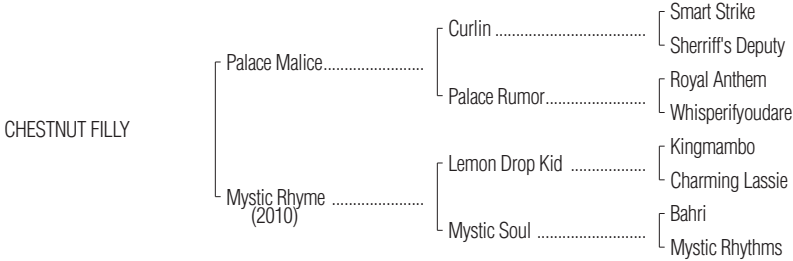 Smart Strike
Curlin ......................................
Sherriff's Deputy
Palace Malice.........................
Royal Anthem
Palace Rumor.........................
Whisperifyoudare
CHESTNUT FILLY
Kingmambo
Lemon Drop Kid ...................
Charming Lassie
Mystic Rhyme .......................
(2010)
Bahri
Mystic Soul ...........................
Mystic Rhythms